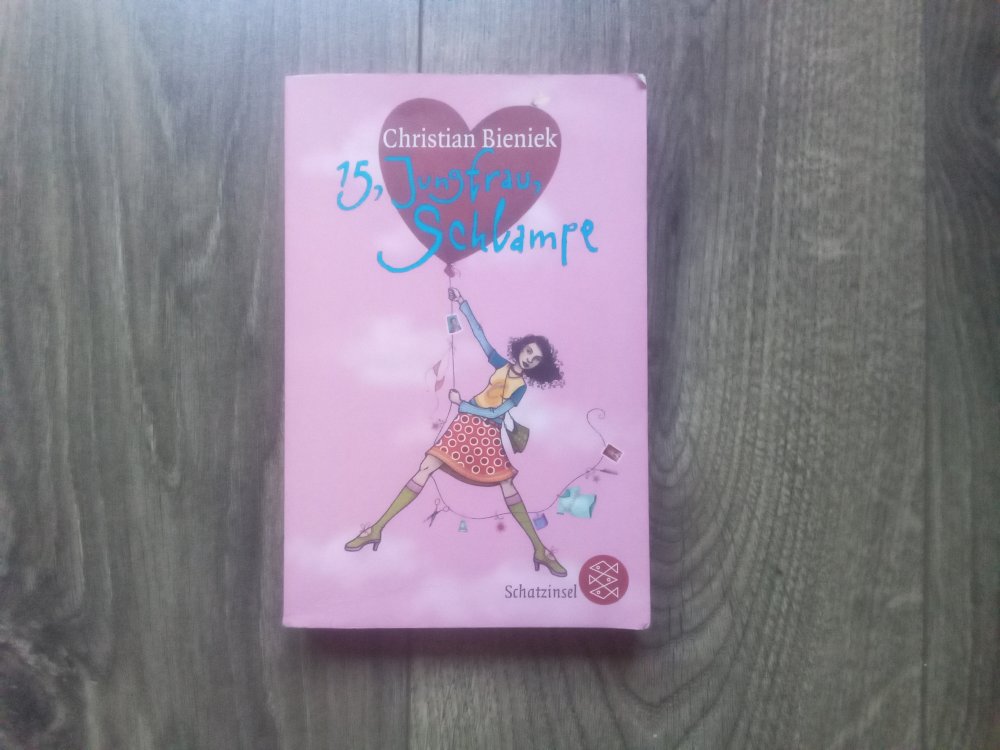 Christian Bieniek
15, Jungfrau,
Schlampe
Schatzinsel